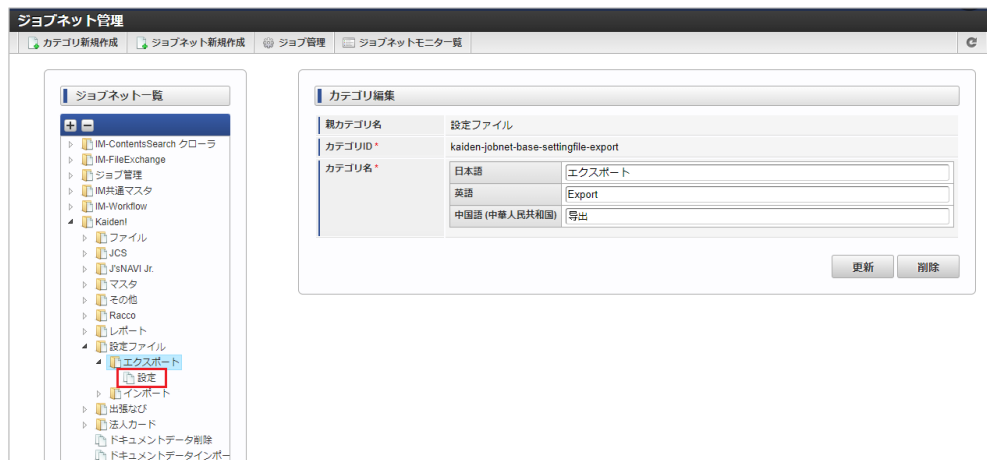 ジョブネット管理
カテゴリ新規作成 ジョブネット新規作成 ジョブ管理 ジョブネットモニタ一覧
ジョブネット一覧
IM-ContentsSearch クローラ
IM-FileExchange
ジョブ管理
IM共通マスタ
IM-Workflow
Kaiden!
ファイル
JCS
J'sNAVI Jr.
マスタ
その他
Racco
レポート
設定ファイル
エクスポート
設定
インポート
出張なび
法人カード
ドキュメントデータ削除
ドキュメントデータインポー
カテゴリ編集
親カテゴリ名 設定ファイル
カテゴリID * kaiden-jobnet-base-settingfile-export
カテゴリ名 *
日本語 エクスポート
英語 Export
中国語 (中華人民共和国) 导出
更新 削除